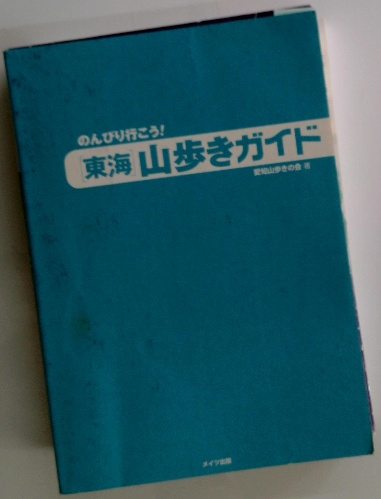 のんびり行こう!
[東海]山歩きガイド
愛知山歩きの会 著
メイツ出版